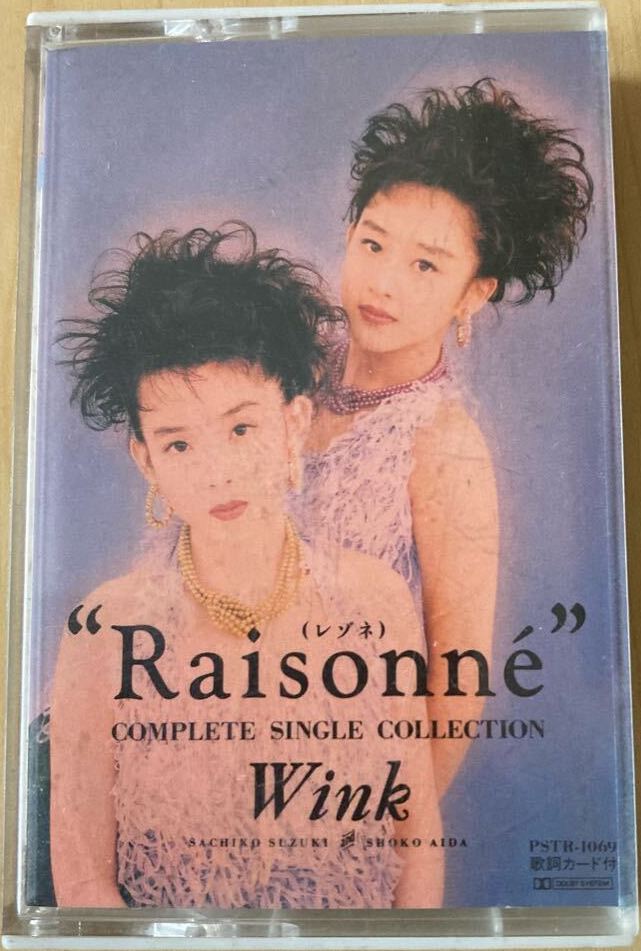 (レゾネ)
“Raisonné”
COMPLETE SINGLE COLLECTION
Wink
SACHIKO SUZUKI SHOKO AIDA
PSTR-1069
歌詞カード付
DOLBY SYSTEM